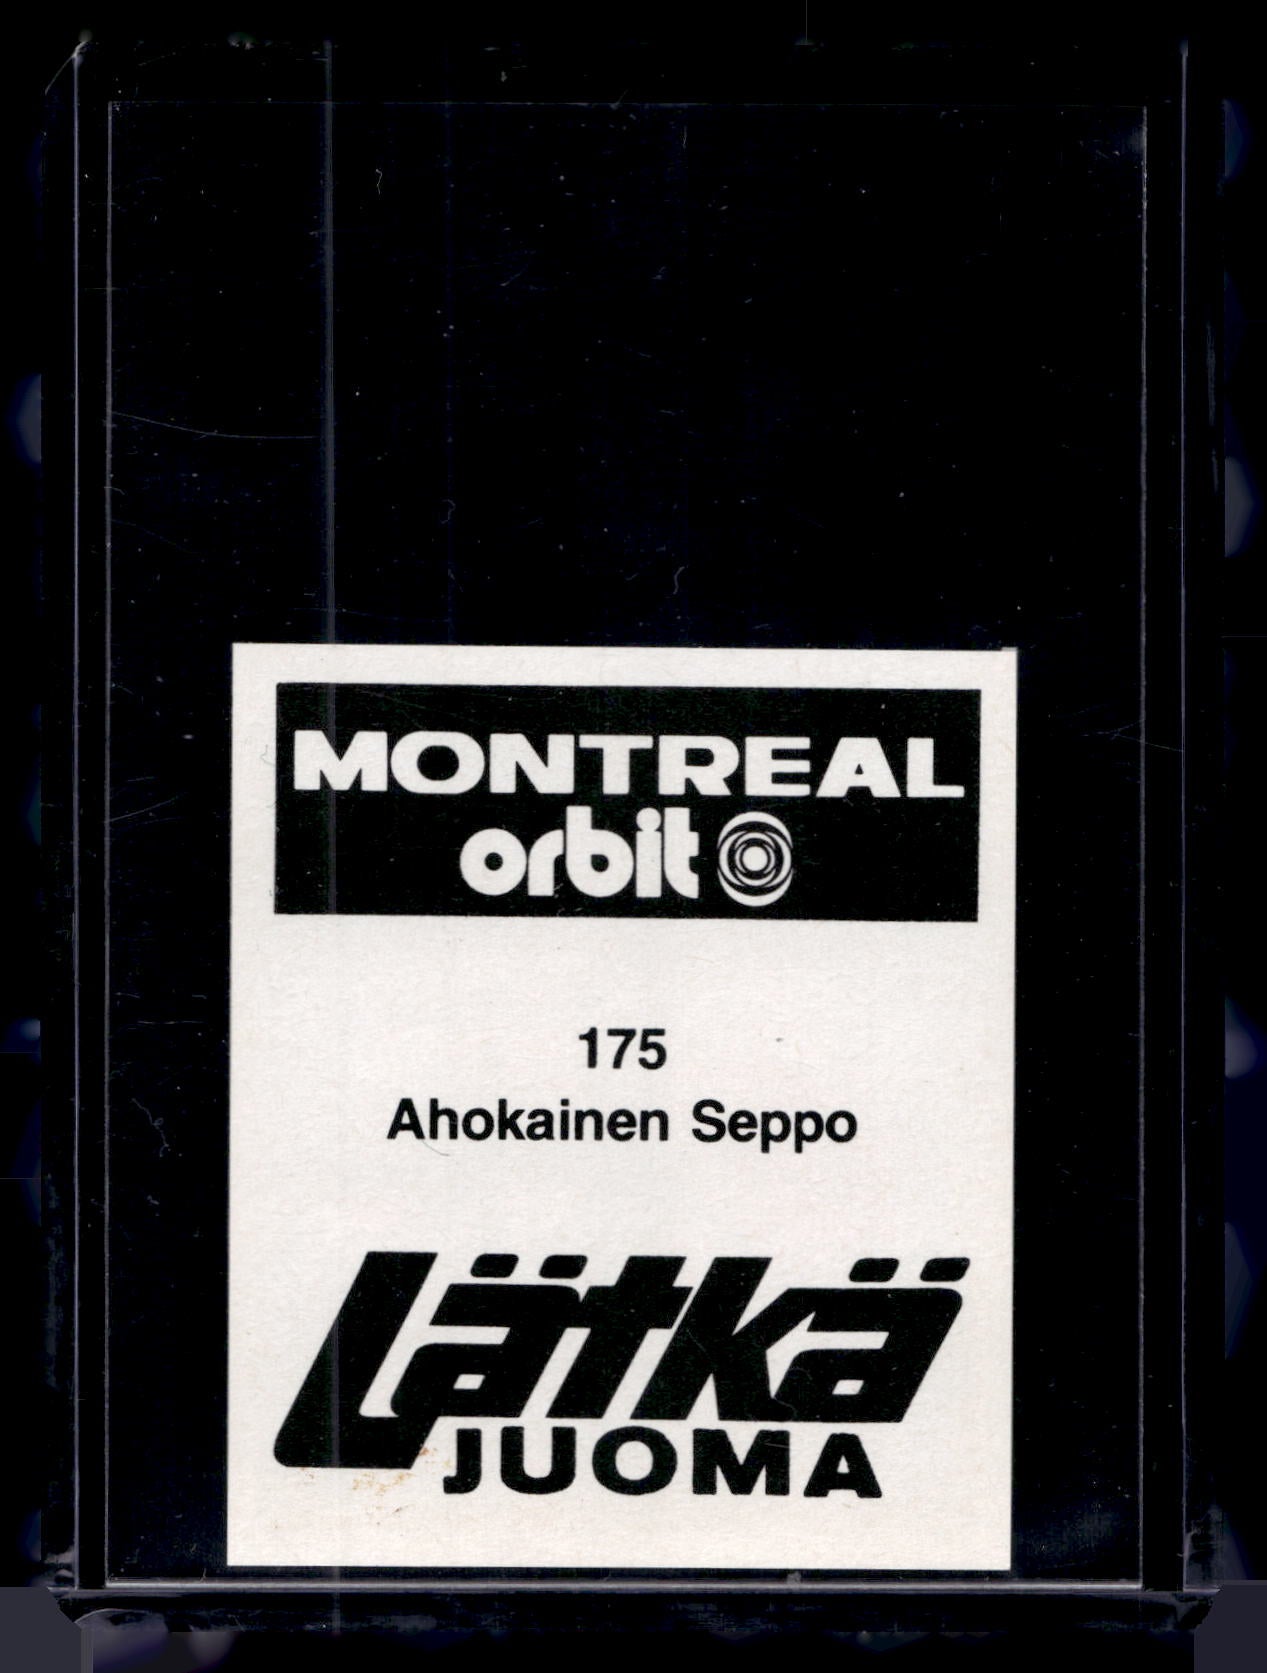 MONTREAL
orbit
175
Ahokainen Seppo
Lätkä
JUOMA